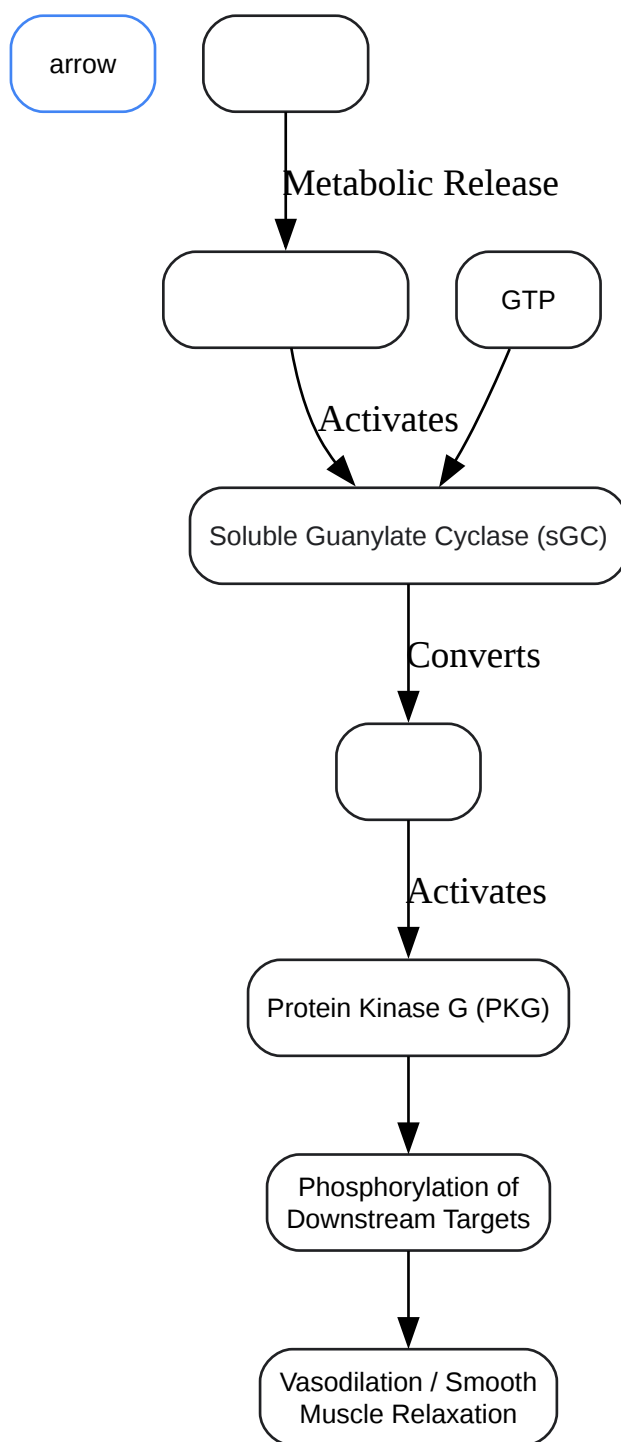 arrow
Metabolic Release
GTP
Activates
Soluble Guanylate Cyclase (sGC)
Converts
Activates
Protein Kinase G (PKG)
Phosphorylation of
Downstream Targets
Vasodilation / Smooth
Muscle Relaxation